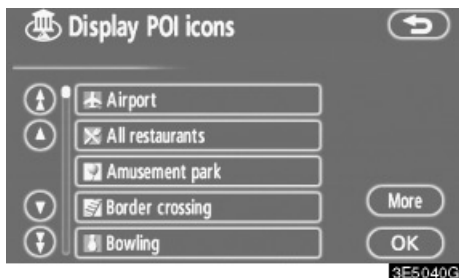 Display POI icons
Airport
All restaurants
Amusement park
Border crossing
More
Bowling
OK
3E5040G